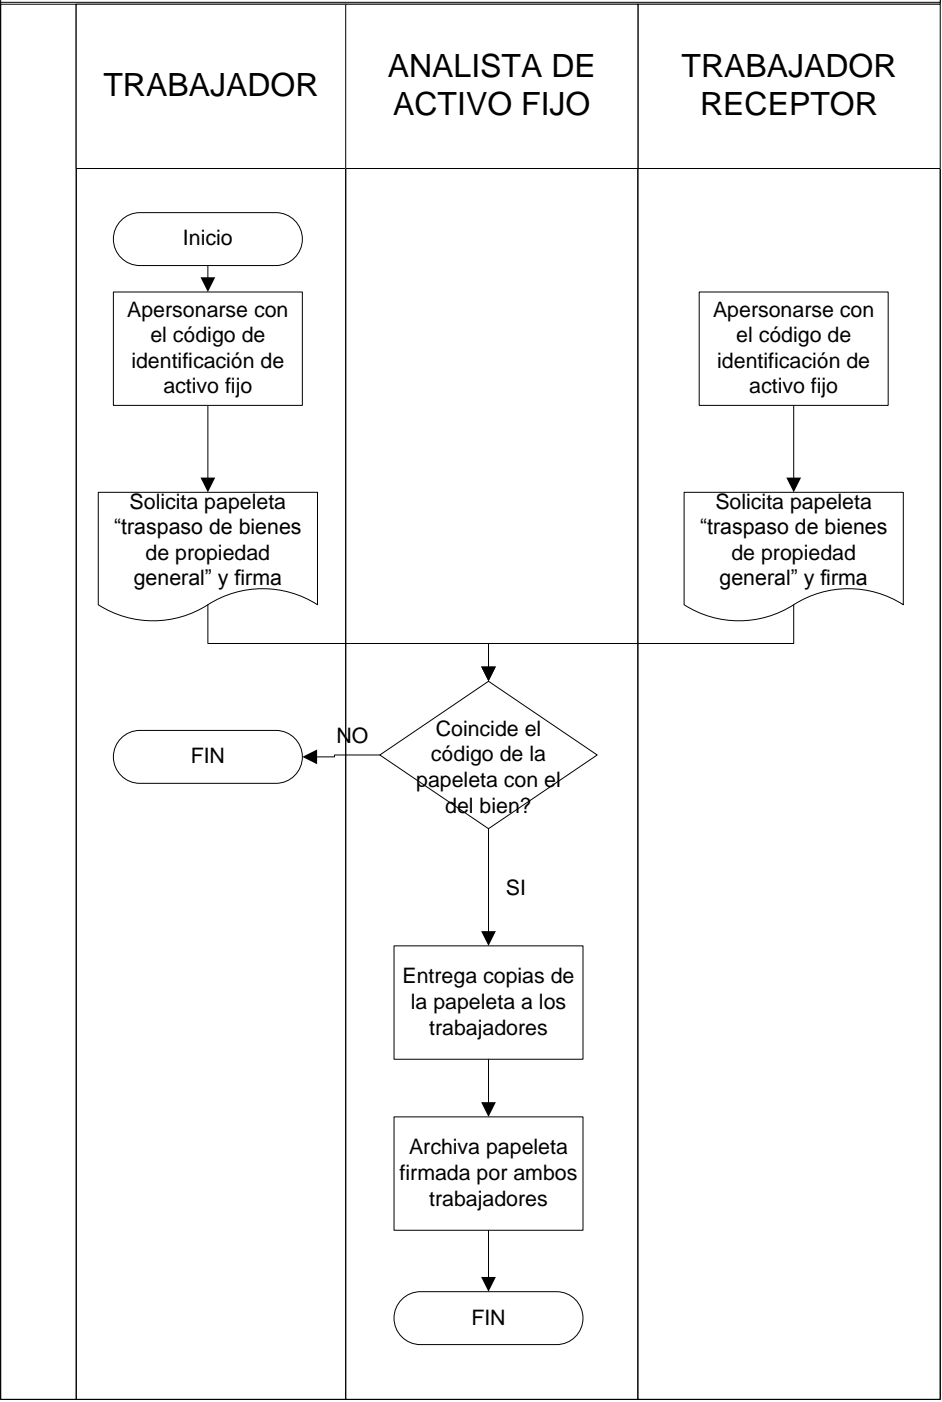 TRABAJADOR
ANALISTA DE
ACTIVO FIJO
TRABAJADOR
RECEPTOR
Inicio
Apersonarse con
el código de
identificación de
activo fijo
Apersonarse con
el código de
identificación de
activo fijo
Solicita papeleta
“traspaso de bienes
de propiedad
general” y firma
Solicita papeleta
“traspaso de bienes
de propiedad
general” y firma
Coincide el
código de la
papeleta con el
del bien?
NO
FIN
SI
Entrega copias de
la papeleta a los
trabajadores
Archiva papeleta
firmada por ambos
trabajadores
FIN